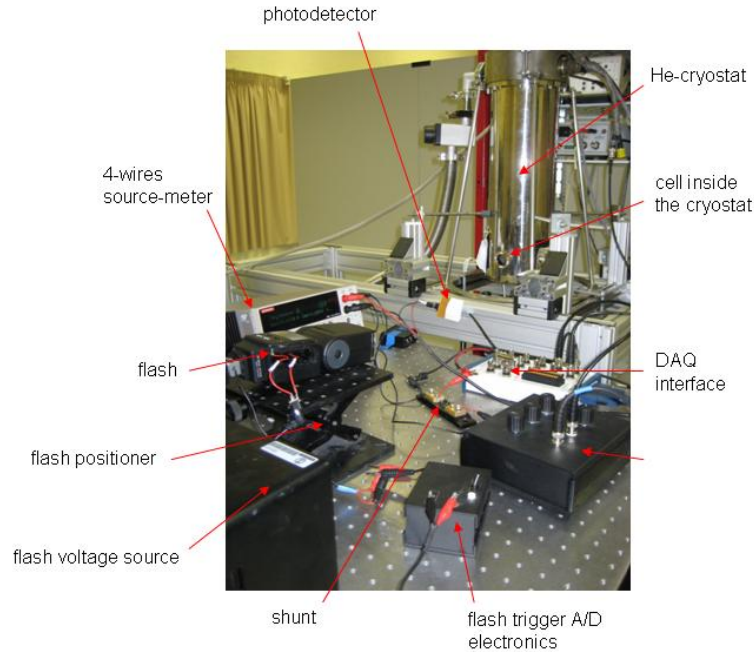 photodetector
He-cryostat
4-wires
source-meter
cell inside
the cryostat
flash
DAQ
interface
flash positioner
flash voltage source
shunt
flash trigger A/D
electronics